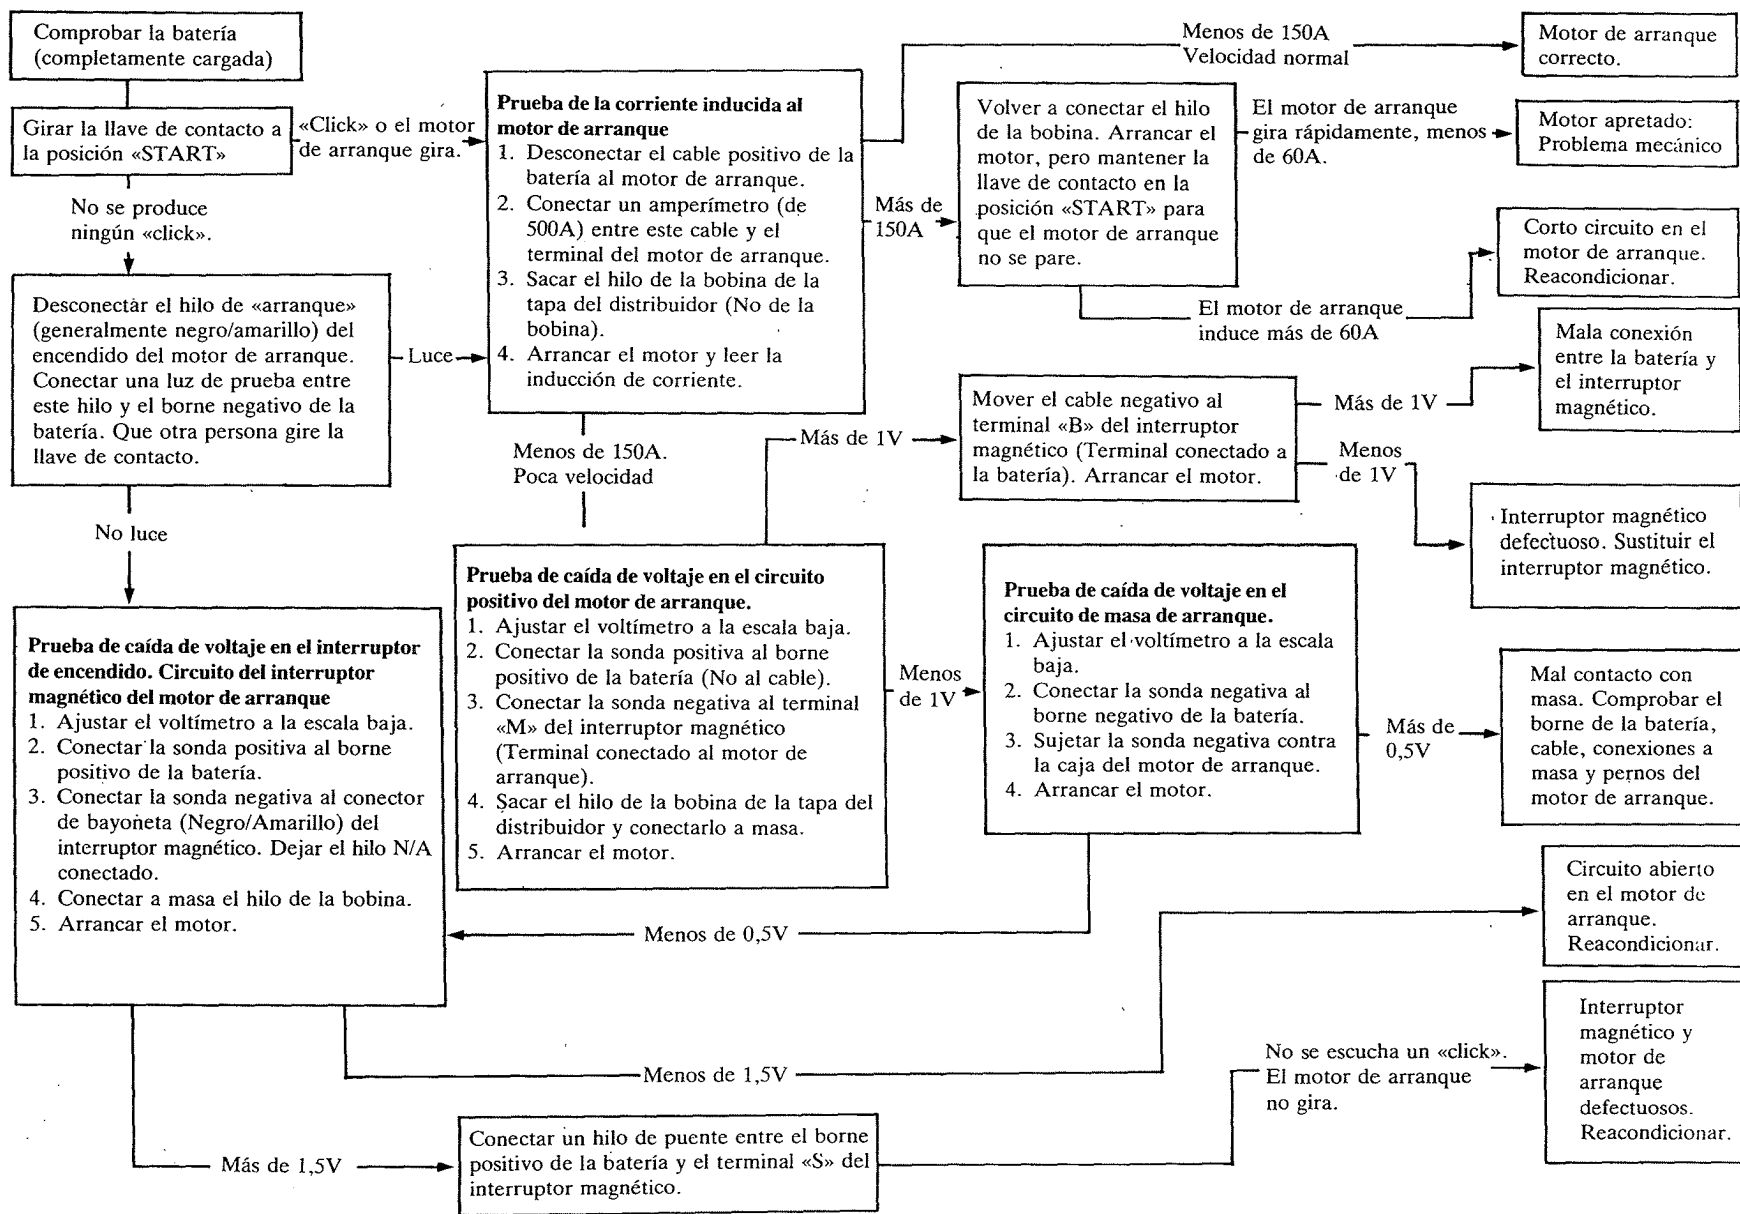 Comprobar la batería
(completamente cargada)
Girar la llave de contacto a
la posición «START»
«Click» o el motor
de arranque gira.
No se produce
ningún «click».
Desconectar el hilo de «arranque»
(generalmente negro/amarillo) del
encendido del motor de arranque.
Conectar una luz de prueba entre
este hilo y el borne negativo de la
batería. Que otra persona gire la
llave de contacto.
Luce
No luce
Prueba de la corriente inducida al
motor de arranque
1. Desconectar el cable positivo de la
batería al motor de arranque.
2. Conectar un amperímetro (de
500A) entre este cable y el
terminal del motor de arranque.
3. Sacar el hilo de la bobina de la
tapa del distribuidor (No de la
bobina).
4. Arrancar el motor y leer la
inducción de corriente.
Menos de 150A
Velocidad normal
Motor de arranque
correcto.
Más de
150A
Volver a conectar el hilo
de la bobina. Arrancar el
motor, pero mantener la
llave de contacto en la
posición «START» para
que el motor de arranque
no se pare.
El motor de arranque
gira rápidamente, menos
de 60A.
Motor apretado:
Problema mecánico
El motor de arranque
induce más de 60A
Corto circuito en el
motor de arranque.
Reacondicionar.
Menos de 150A.
Poca velocidad
Más de 1V
Mover el cable negativo al
terminal «B» del interruptor
magnético (Terminal conectado a
la batería). Arrancar el motor.
Más de 1V
Mala conexión
entre la batería y
el interruptor
magnético.
Menos
de 1V
Interruptor magnético
defectuoso. Sustituir el
interruptor magnético.
Prueba de caída de voltaje en el circuito
positivo del motor de arranque.
1. Ajustar el voltímetro a la escala baja.
2. Conectar la sonda positiva al borne
positivo de la batería (No al cable).
3. Conectar la sonda negativa al terminal
«M» del interruptor magnético
(Terminal conectado al motor de
arranque).
4. Sacar el hilo de la bobina de la tapa del
distribuidor y conectarlo a masa.
5. Arrancar el motor.
Menos
de 1V
Prueba de caída de voltaje en el
circuito de masa de arranque.
1. Ajustar el voltímetro a la escala
baja.
2. Conectar la sonda negativa al
borne negativo de la batería.
3. Sujetar la sonda negativa contra
la caja del motor de arranque.
4. Arrancar el motor.
Más de
0,5V
Mal contacto con
masa. Comprobar el
borne de la batería,
cable, conexiones a
masa y pernos del
motor de arranque.
Menos de 0,5V
Prueba de caída de voltaje en el interruptor
de encendido. Circuito del interruptor
magnético del motor de arranque
1. Ajustar el voltímetro a la escala baja.
2. Conectar la sonda positiva al borne
positivo de la batería.
3. Conectar la sonda negativa al conector
de bayoneta (Negro/Amarillo) del
interruptor magnético. Dejar el hilo N/A
conectado.
4. Conectar a masa el hilo de la bobina.
5. Arrancar el motor.
Menos de 1,5V
Circuito abierto
en el motor de
arranque.
Reacondicionar.
Más de 1,5V
Conectar un hilo de puente entre el borne
positivo de la batería y el terminal «S» del
interruptor magnético.
No se escucha un «click».
El motor de arranque
no gira.
Interruptor
magnético y
motor de
arranque
defectuosos.
Reacondicionar.